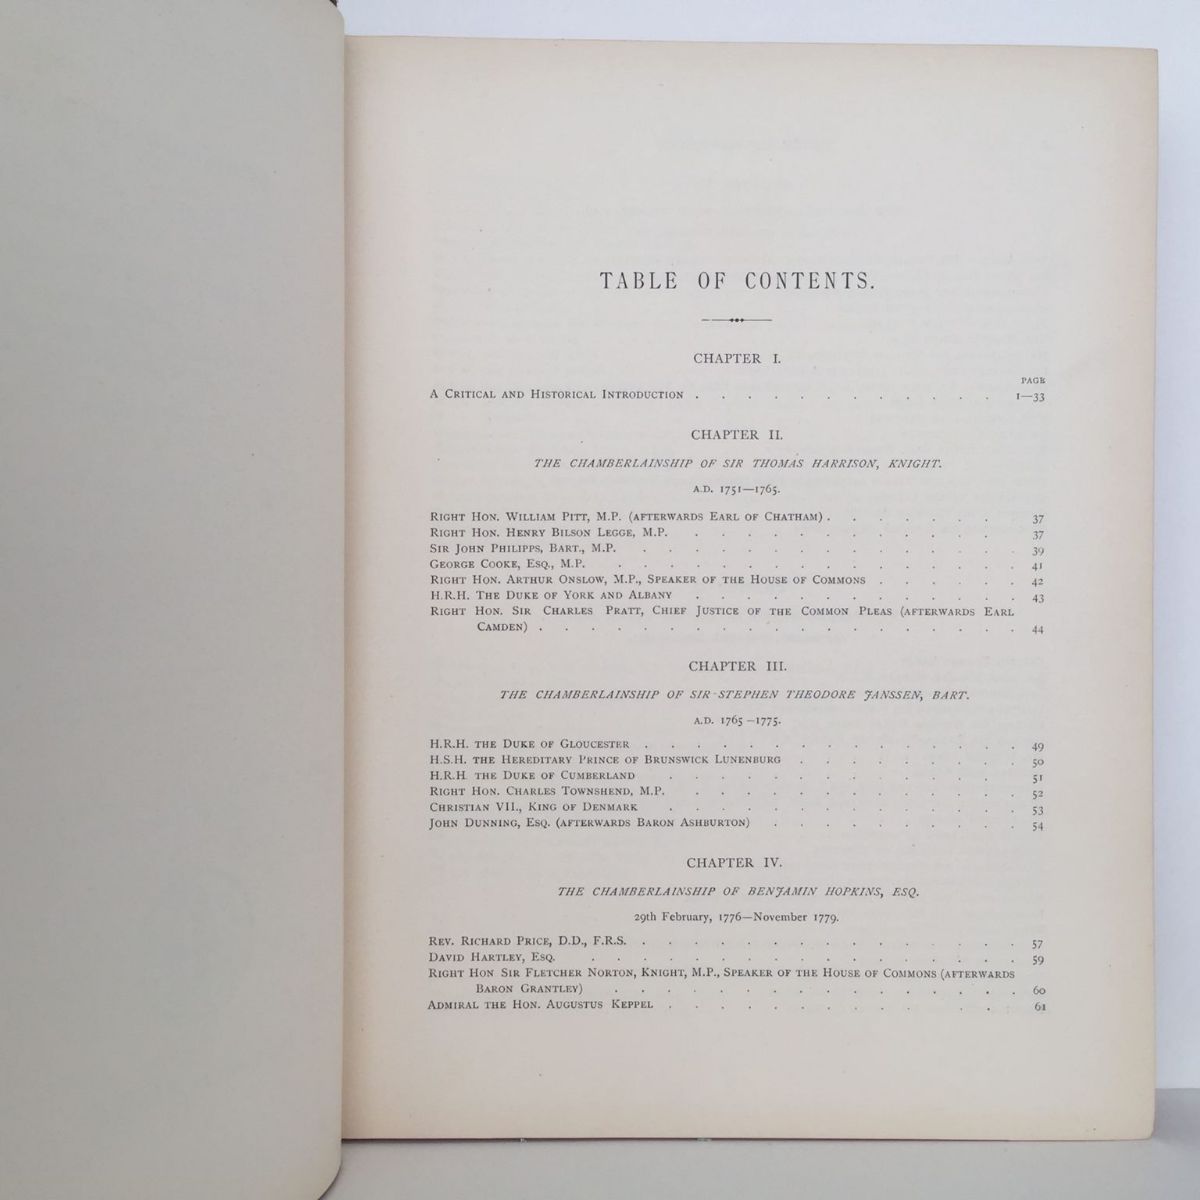 TABLE OF CONTENTS.
CHAPTER I.
PAGE
A Critical and Historical Introduction . . . . . . . . . . . . 1—33
CHAPTER II.
THE CHAMBERLAINSHIP OF SIR THOMAS HARRISON, KNIGHT.
A.D. 1751—1765.
Right Hon. William Pitt, M.P. (afterwards Earl of Chatham) . . . . . . . 37
Right Hon. Henry Bilson Legge, M.P. . . . . . . . . . . . . 37
Sir John Philipps, Bart., M.P. . . . . . . . . . . . . . . . 39
George Cooke, Esq., M.P. . . . . . . . . . . . . . . . . 41
Right Hon. Arthur Onslow, M.P., Speaker of the House of Commons . . . . . . 42
H.R.H. The Duke of York and Albany . . . . . . . . . . . . . 43
Right Hon. Sir Charles Pratt, Chief Justice of the Common Pleas (afterwards Earl
Camden) . . . . . . . . . . . . . . . . . . . 44
CHAPTER III.
THE CHAMBERLAINSHIP OF SIR STEPHEN THEODORE JANSSEN, BART.
A.D. 1765—1775.
H.R.H. the Duke of Gloucester . . . . . . . . . . . . . . . 49
H.S.H. the Hereditary Prince of Brunswick Lunenburg . . . . . . . . . 50
H.R.H the Duke of Cumberland . . . . . . . . . . . . . . 51
Right Hon. Charles Townshend, M.P. . . . . . . . . . . . . . 52
Christian VII., King of Denmark . . . . . . . . . . . . . . 53
John Dunning, Esq. (afterwards Baron Ashburton) . . . . . . . . . . 54
CHAPTER IV.
THE CHAMBERLAINSHIP OF BENJAMIN HOPKINS, ESQ.
29th February, 1776—November 1779.
Rev. Richard Price, D.D., F.R.S. . . . . . . . . . . . . . . . 57
David Hartley, Esq. . . . . . . . . . . . . . . . . . 59
Right Hon Sir Fletcher Norton, Knight, M.P., Speaker of the House of Commons (afterwards
Baron Grantley) . . . . . . . . . . . . . . . . 60
Admiral the Hon. Augustus Keppel . . . . . . . . . . . . . 61